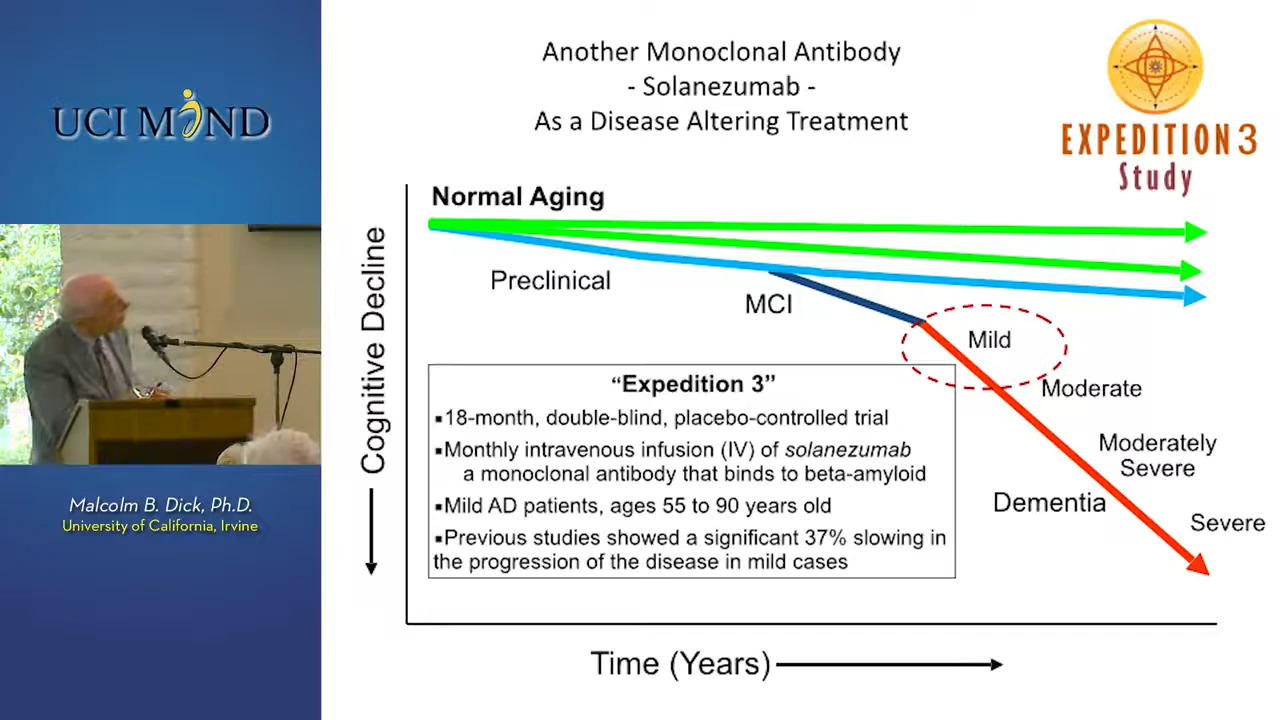 UCI MIND
Malcolm B. Dick, Ph.D.
University of California, Irvine
Another Monoclonal Antibody
- Solanezumab -
As a Disease Altering Treatment
EXPEDITION 3
Study
Normal Aging
Preclinical
MCI
Mild
Moderate
Moderately
Severe
Dementia
Severe
Cognitive Decline
“Expedition 3”
▪18-month, double-blind, placebo-controlled trial
▪Monthly intravenous infusion (IV) of solanezumab
a monoclonal antibody that binds to beta-amyloid
▪Mild AD patients, ages 55 to 90 years old
▪Previous studies showed a significant 37% slowing in
the progression of the disease in mild cases
Time (Years)